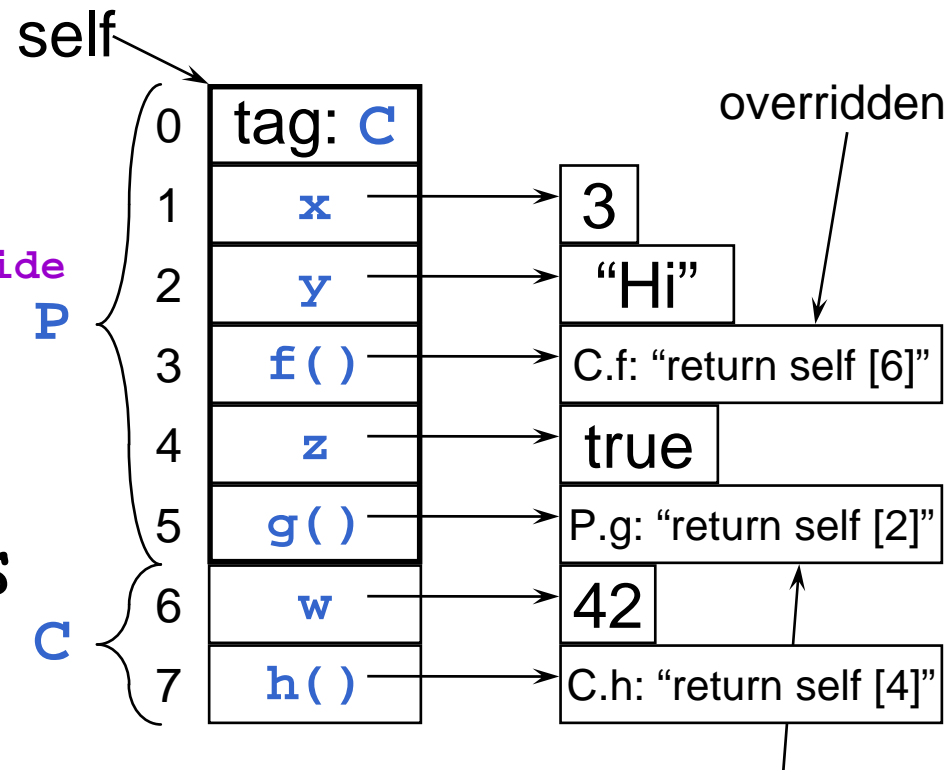 self
overridden
0 tag: C
1 x 3
ide
2 y “Hi”
P
3 f() C.f: “return self [6]”
4 z true
5 g() P.g: “return self [2]”
s
6 w 42
C
7 h() C.h: “return self [4]”